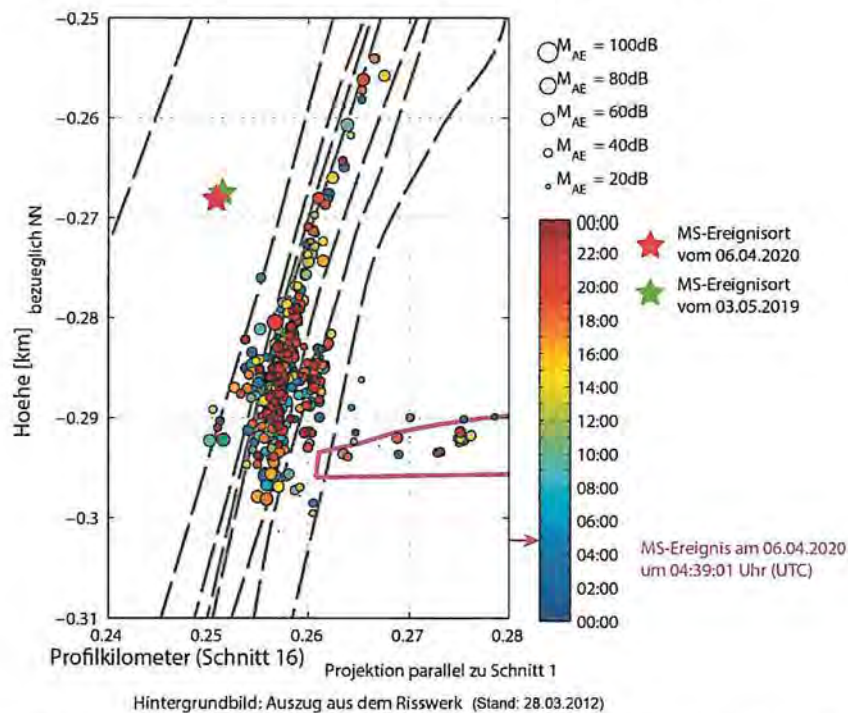 −0.25
−0.26
−0.27
−0.28
−0.29
−0.3
−0.31
Hoehe [km] bezueglich NN
0.24
0.25
0.26
0.27
0.28
Profilkilometer (Schnitt 16)
Projektion parallel zu Schnitt 1
Hintergrundbild: Auszug aus dem Risswerk (Stand: 28.03.2012)
M_AE = 100dB
M_AE = 80dB
M_AE = 60dB
M_AE = 40dB
M_AE = 20dB
00:00
22:00
20:00
18:00
16:00
14:00
12:00
10:00
08:00
06:00
04:00
02:00
00:00
MS-Ereignisort
vom 06.04.2020
MS-Ereignisort
vom 03.05.2019
MS-Ereignis am 06.04.2020
um 04:39:01 Uhr (UTC)